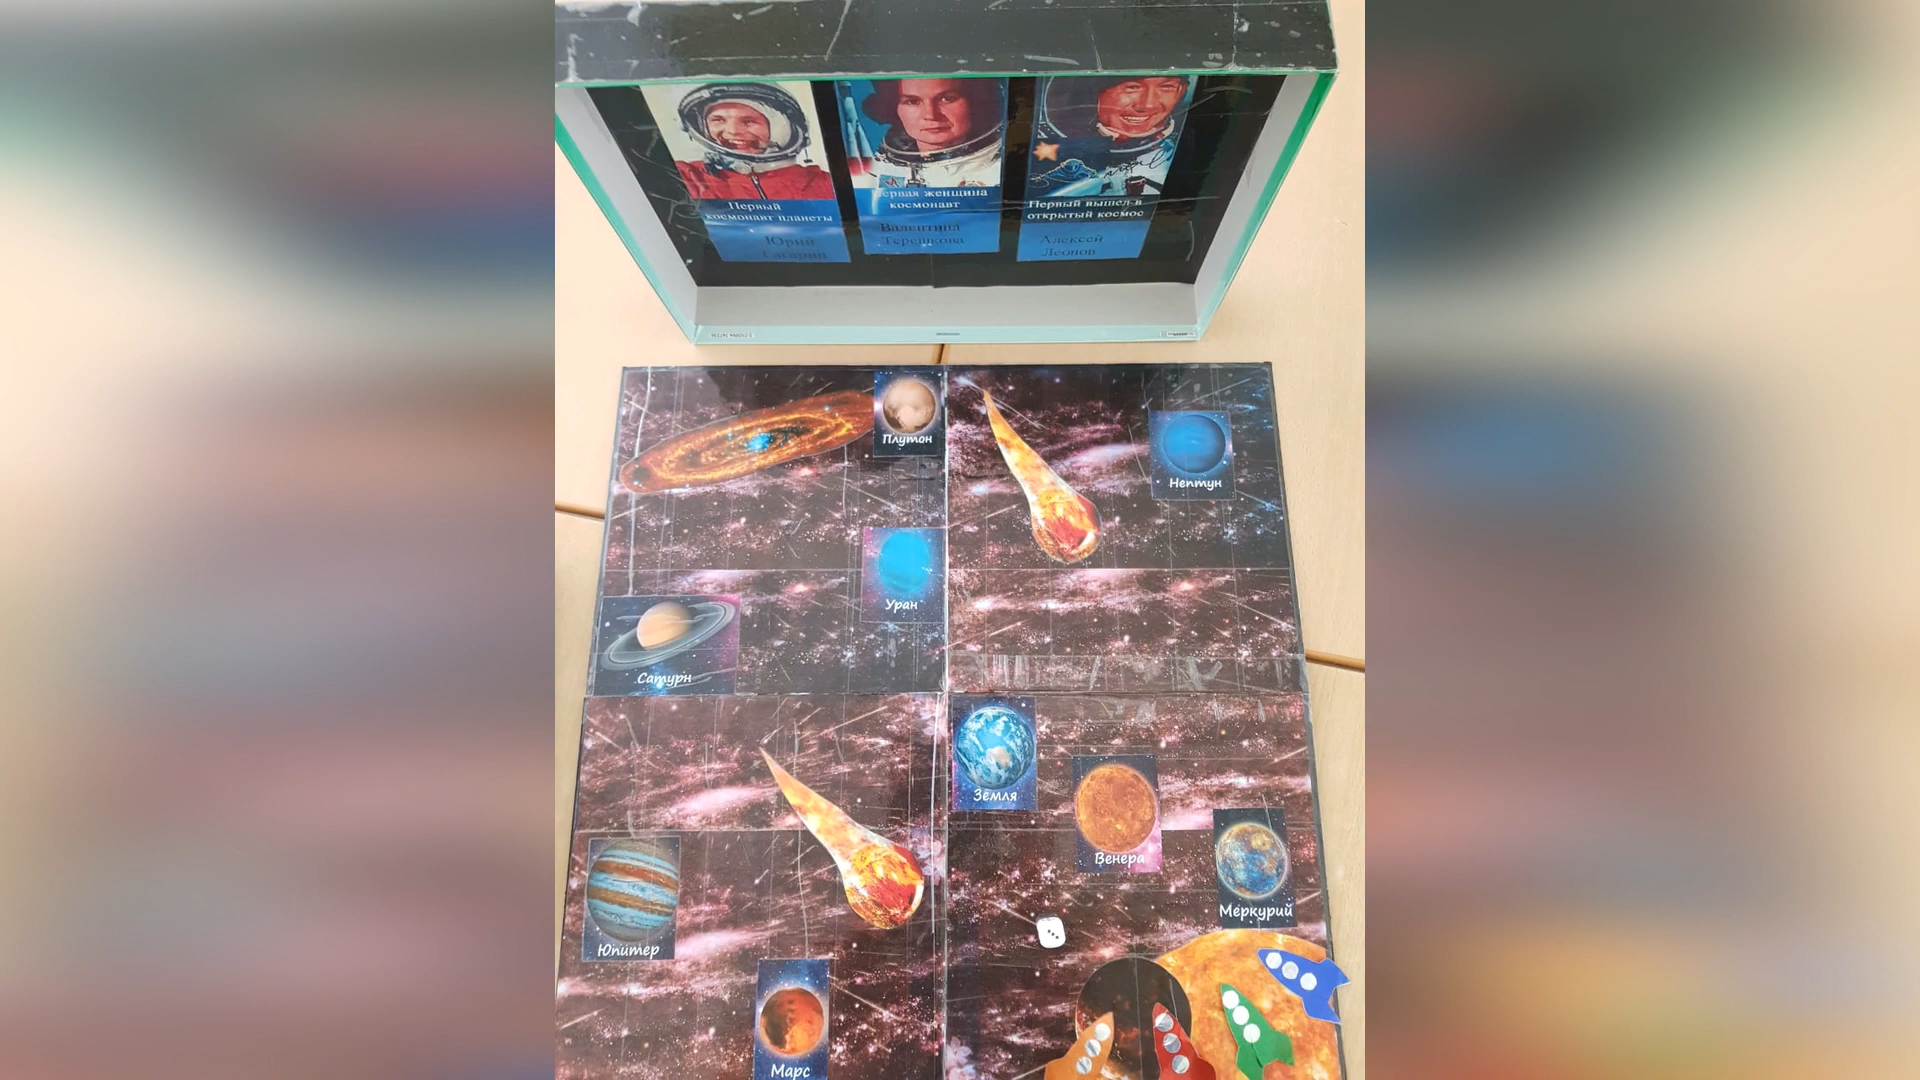 Первый
космонавт планеты
Юрий
Гагарин
Первая женщина
космонавт
Валентина
Терешкова
Первый вышел в
открытый космос
Алексей
Леонов
Плутон
Нептун
Уран
Сатурн
Земля
Венера
Меркурий
Юпитер
Марс